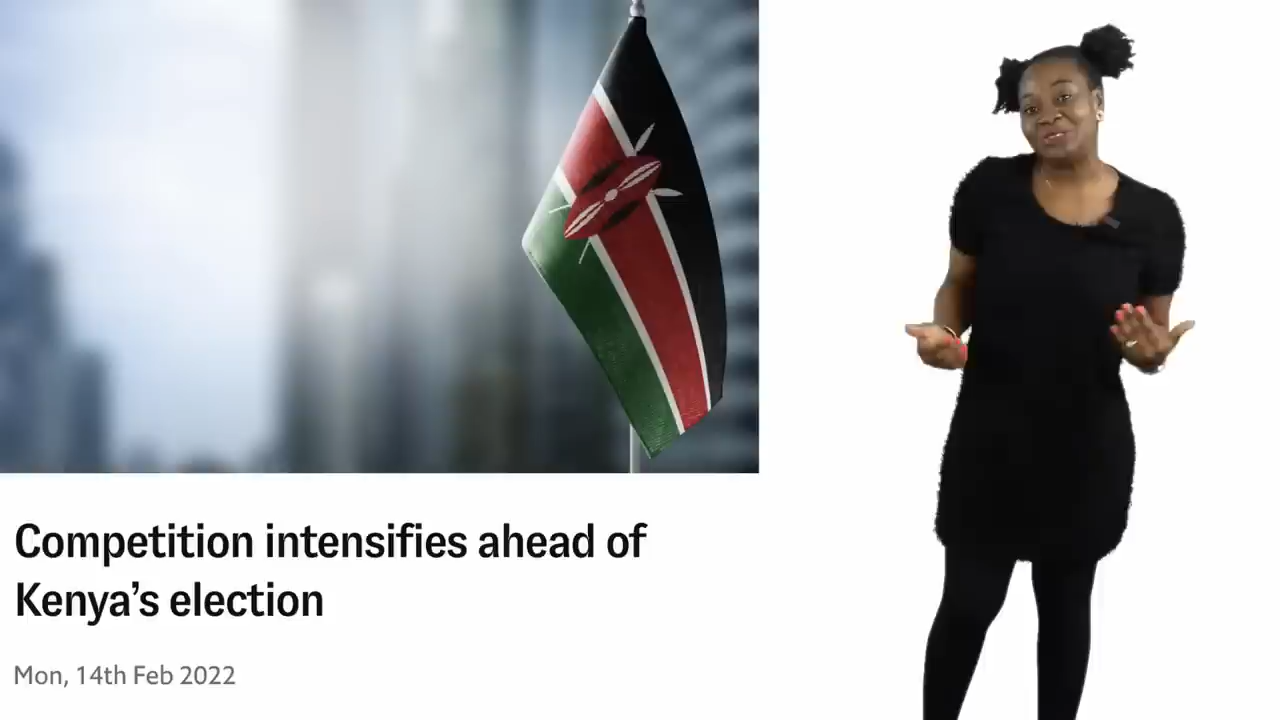 Competition intensifies ahead of
Kenya’s election
Mon, 14th Feb 2022